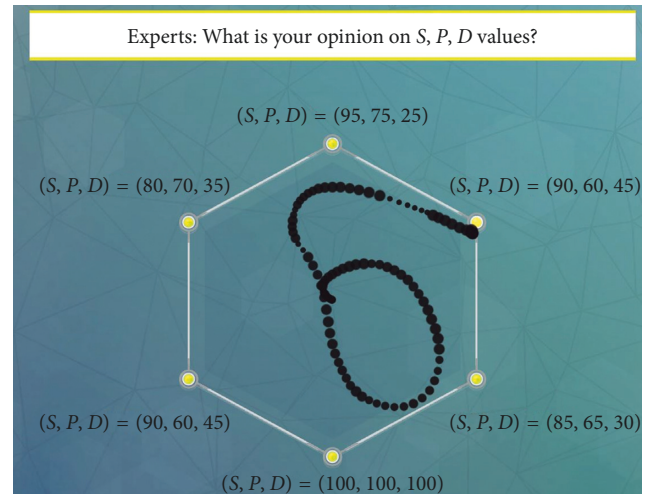 Experts: What is your opinion on S, P, D values?
(S, P, D) = (95, 75, 25)
(S, P, D) = (80, 70, 35)
(S, P, D) = (90, 60, 45)
(S, P, D) = (90, 60, 45)
(S, P, D) = (85, 65, 30)
(S, P, D) = (100, 100, 100)